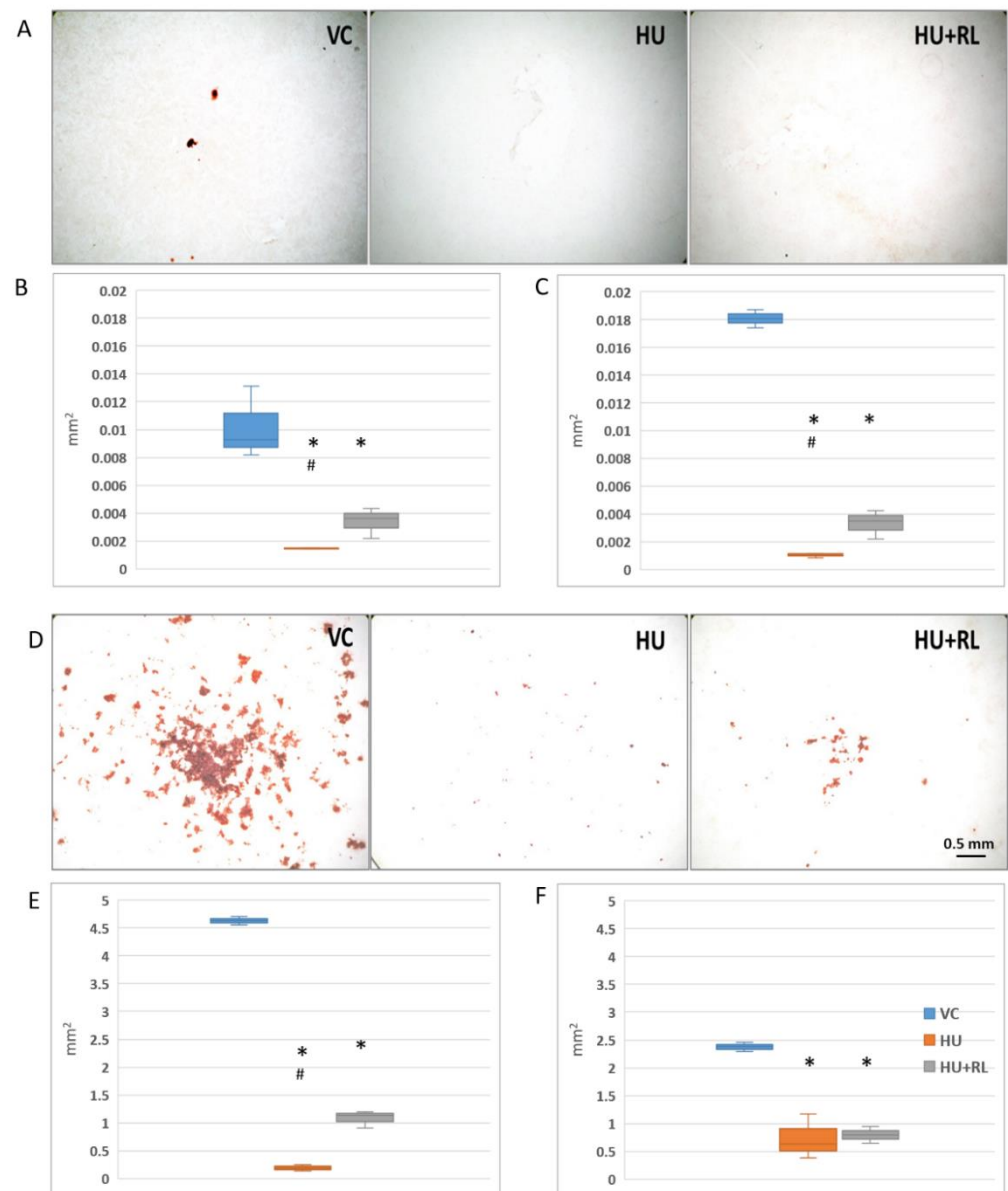 A
VC
HU
HU+RL
B
0.02
0.018
0.016
0.014
0.012
0.01
0.008
0.006
0.004
0.002
0
mm²
* *
#
C
0.02
0.018
0.016
0.014
0.012
0.01
0.008
0.006
0.004
0.002
0
mm²
* *
#
D
VC
HU
HU+RL
0.5 mm
E
5
4.5
4
3.5
3
2.5
2
1.5
1
0.5
0
mm²
* *
#
F
5
4.5
4
3.5
3
2.5
2
1.5
1
0.5
0
mm²
* *
VC
HU
HU+RL